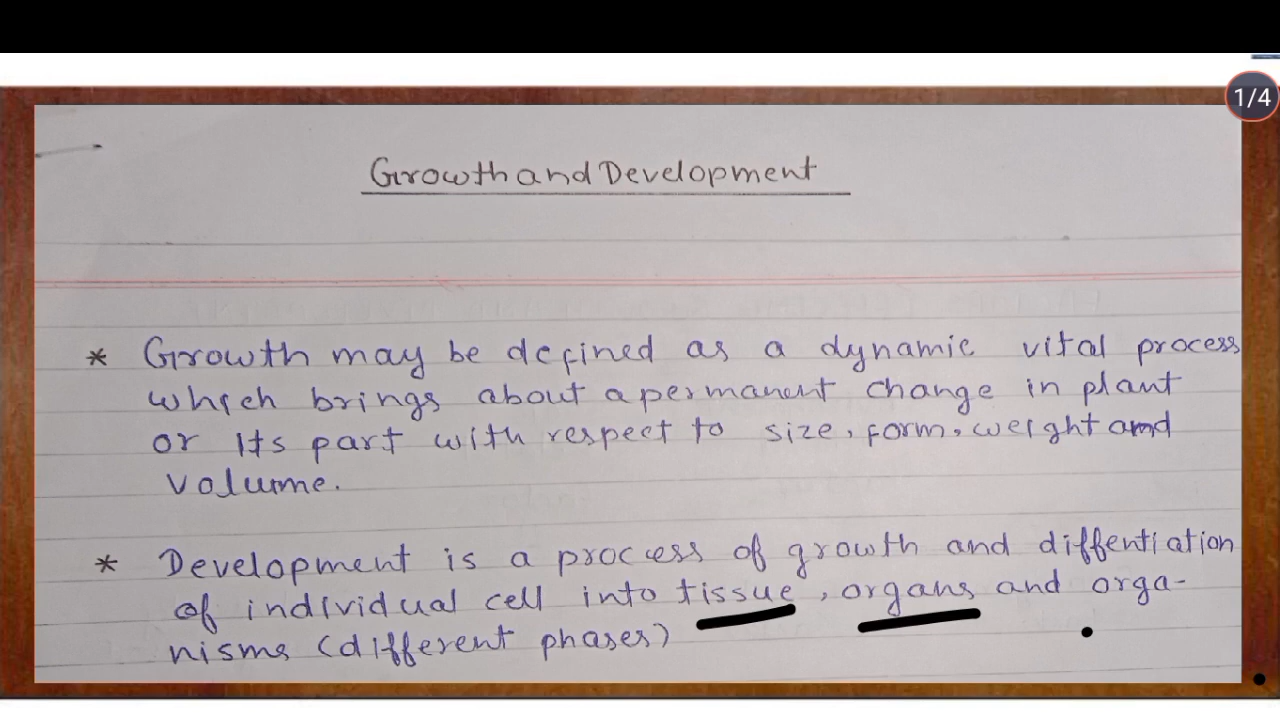 1/4
Growth and Development
* Growth may be defined as a dynamic vital process
which brings about a permanent change in plant
or Its part with respect to size, form, weight and
volume.
* Development is a process of growth and diffentiation
of individual cell into tissue, organs and orga-
nisms (different phases)